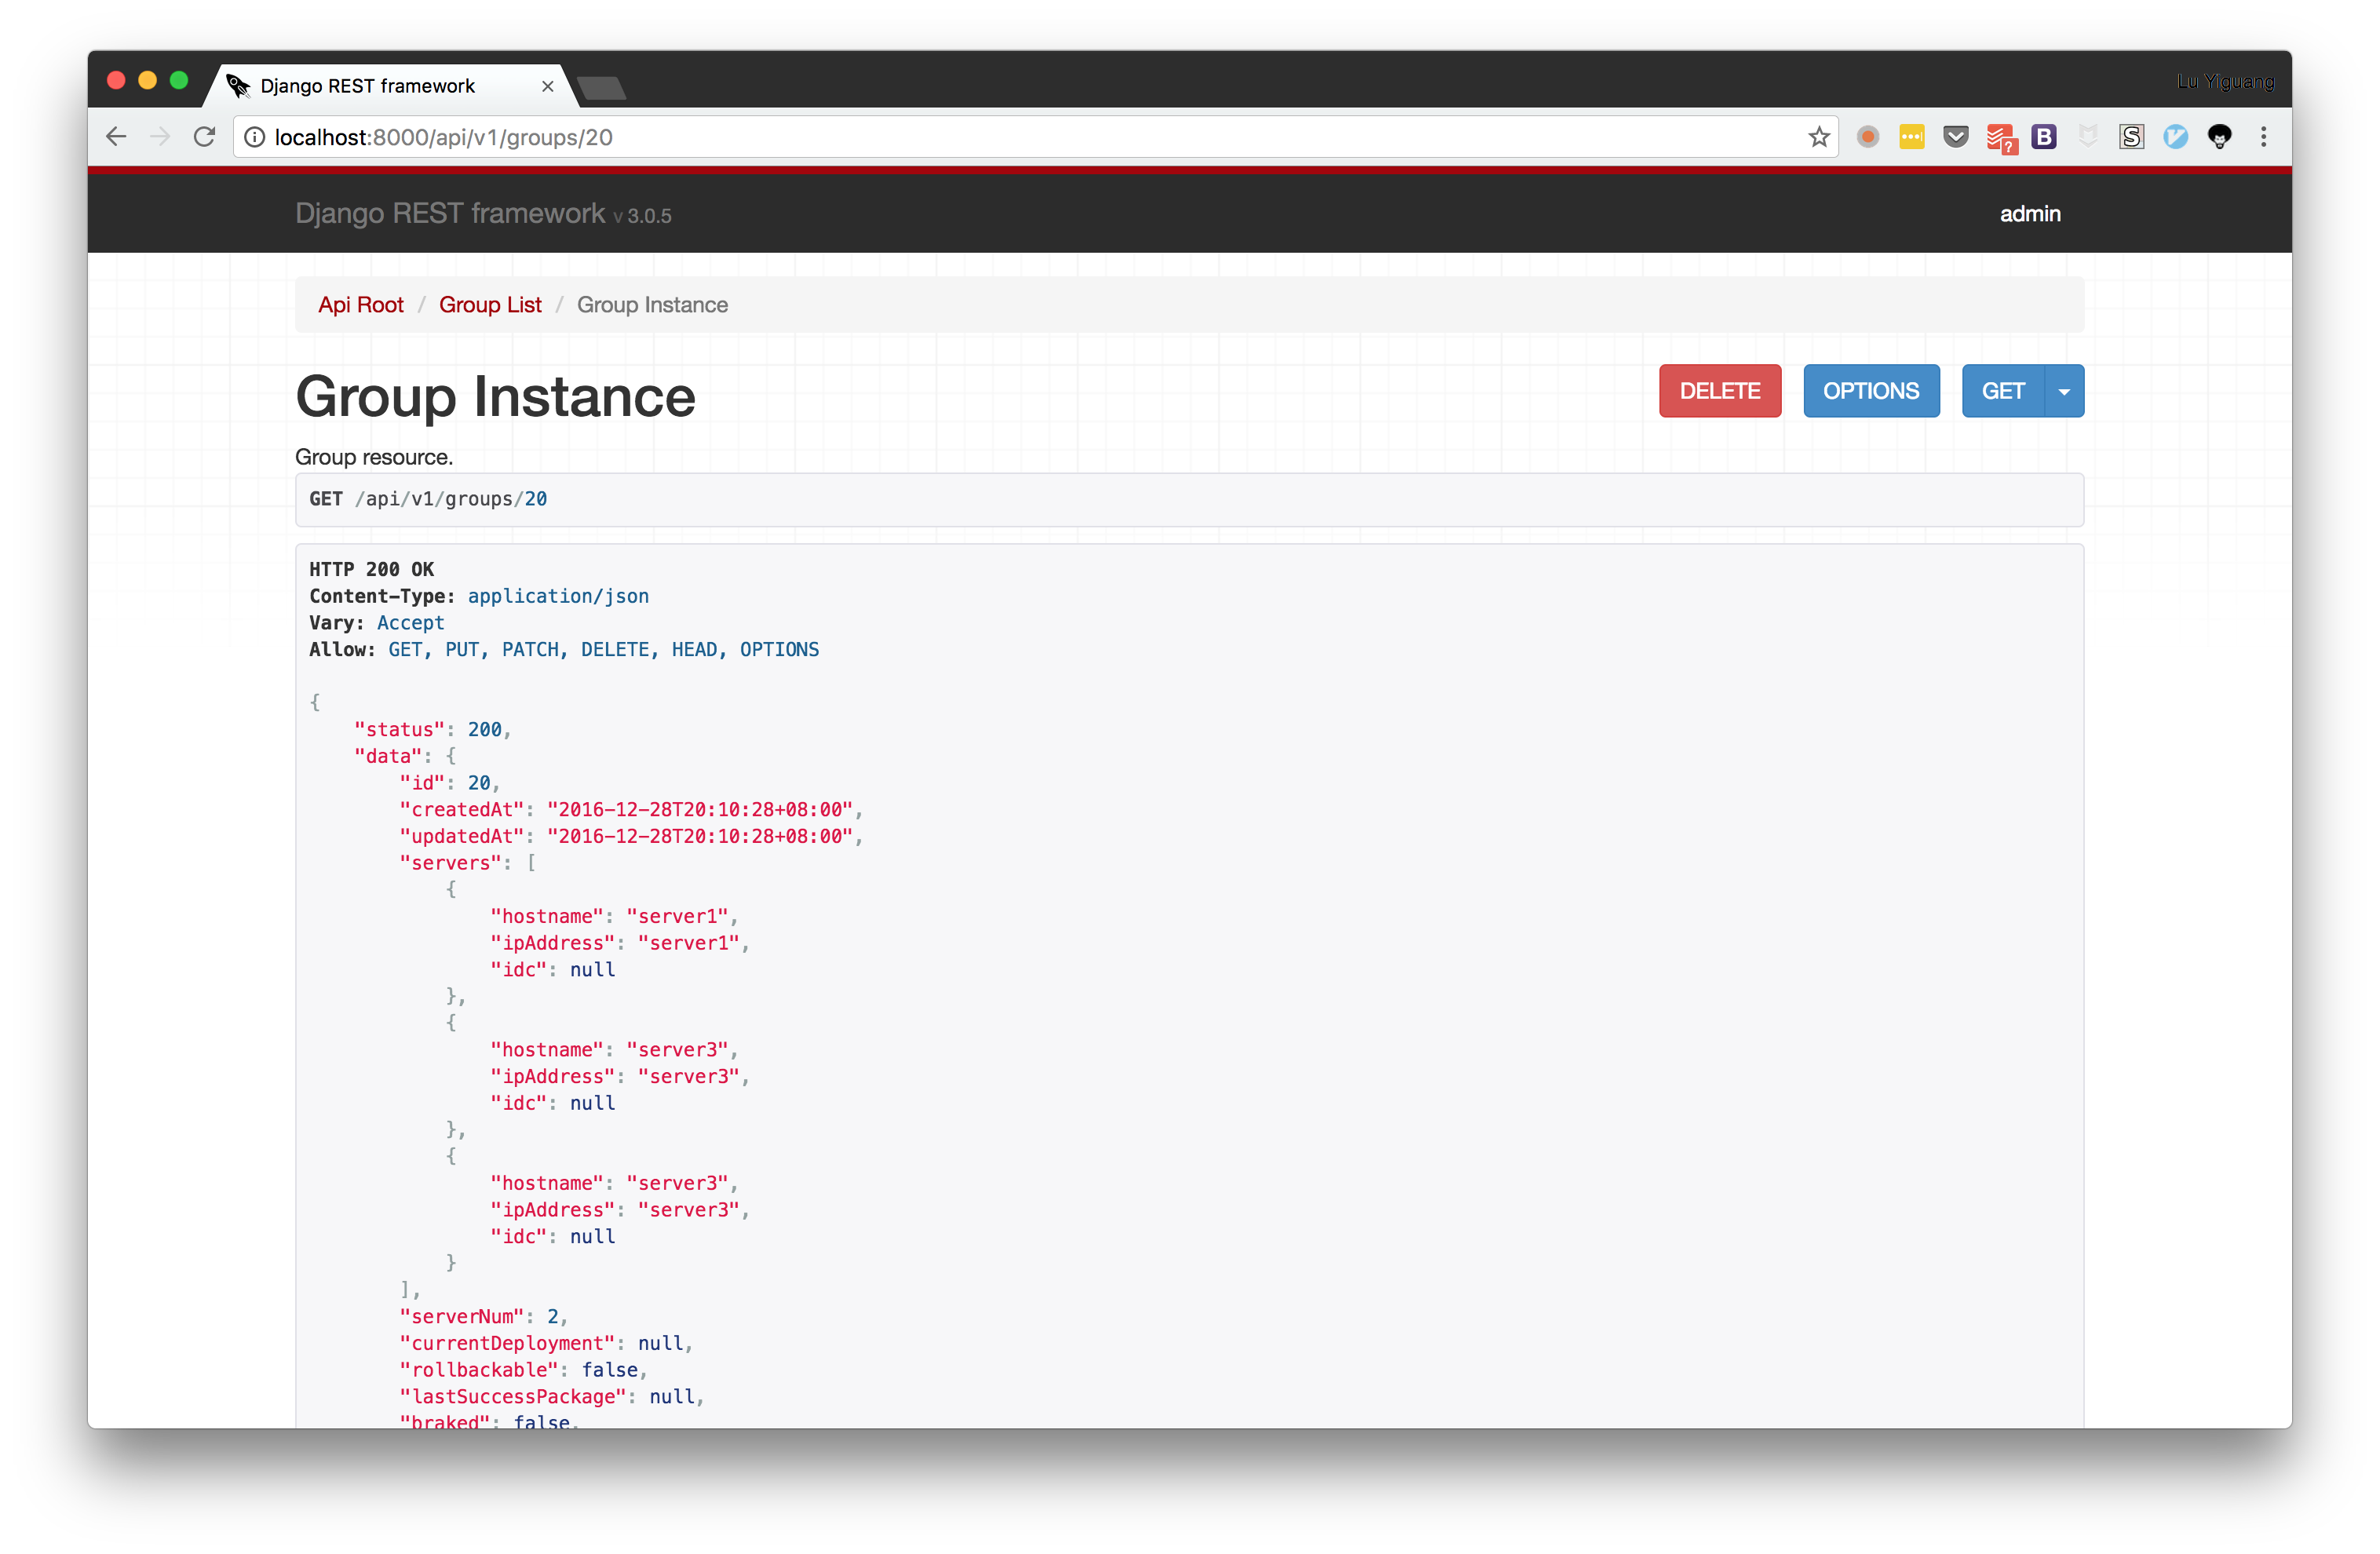 Django REST framework
Lu Yiguang
localhost:8000/api/v1/groups/20
Django REST framework v 3.0.5
admin
Api Root / Group List / Group Instance
Group Instance
DELETE
OPTIONS
GET
Group resource.
GET /api/v1/groups/20
HTTP 200 OK
Content-Type: application/json
Vary: Accept
Allow: GET, PUT, PATCH, DELETE, HEAD, OPTIONS
{
    "status": 200,
    "data": {
        "id": 20,
        "createdAt": "2016-12-28T20:10:28+08:00",
        "updatedAt": "2016-12-28T20:10:28+08:00",
        "servers": [
            {
                "hostname": "server1",
                "ipAddress": "server1",
                "idc": null
            },
            {
                "hostname": "server3",
                "ipAddress": "server3",
                "idc": null
            },
            {
                "hostname": "server3",
                "ipAddress": "server3",
                "idc": null
            }
        ],
        "serverNum": 2,
        "currentDeployment": null,
        "rollbackable": false,
        "lastSuccessPackage": null,
        "braked": false,